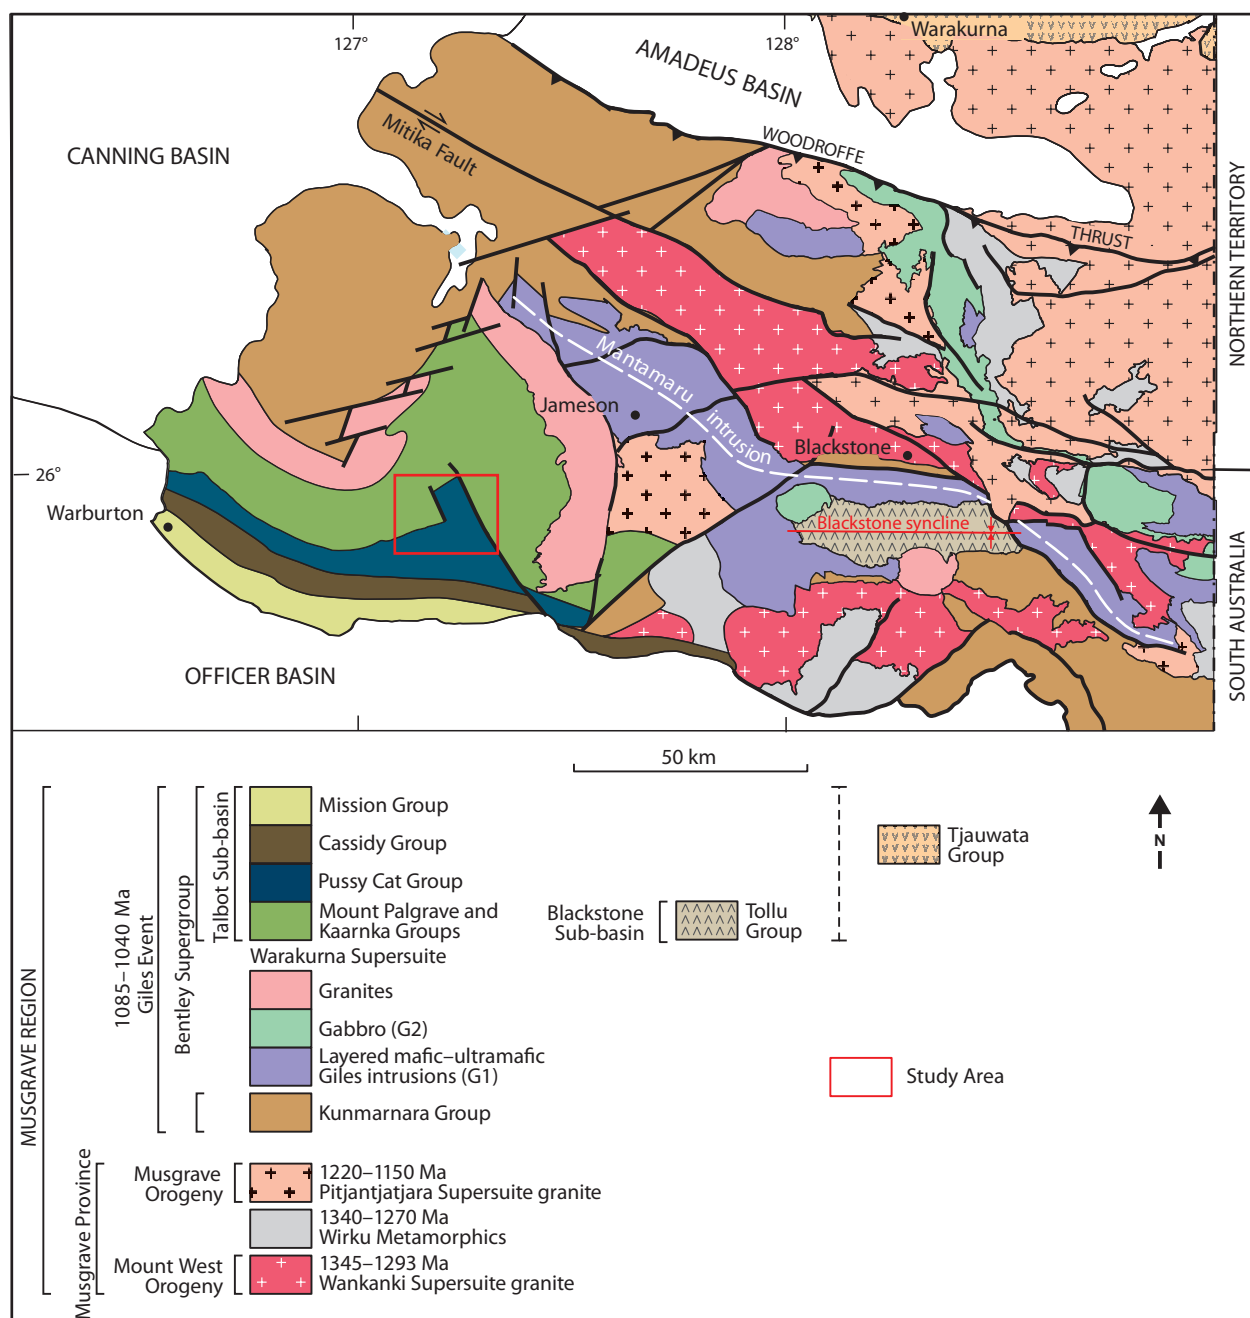 127°
128°
Warakurna
AMADEUS BASIN
CANNING BASIN
Mitika Fault
WOODROFFE
THRUST
NORTHERN TERRITORY
Mantamaru
intrusion
Jameson
Blackstone
26°
Warburton
Blackstone syncline
SOUTH AUSTRALIA
OFFICER BASIN
50 km
MUSGRAVE REGION
1085–1040 Ma
Giles Event
Bentley Supergroup
Talbot Sub-basin
Mission Group
Cassidy Group
Pussy Cat Group
Mount Palgrave and
Kaarnka Groups
Blackstone
Sub-basin
Tollu
Group
Tjauwata
Group
N
Warakurna Supersuite
Granites
Gabbro (G2)
Layered mafic–ultramafic
Giles intrusions (G1)
Study Area
Kunmarnara Group
Musgrave Province
Musgrave
Orogeny
1220–1150 Ma
Pitjantjatjara Supersuite granite
1340–1270 Ma
Wirku Metamorphics
Mount West
Orogeny
1345–1293 Ma
Wankanki Supersuite granite